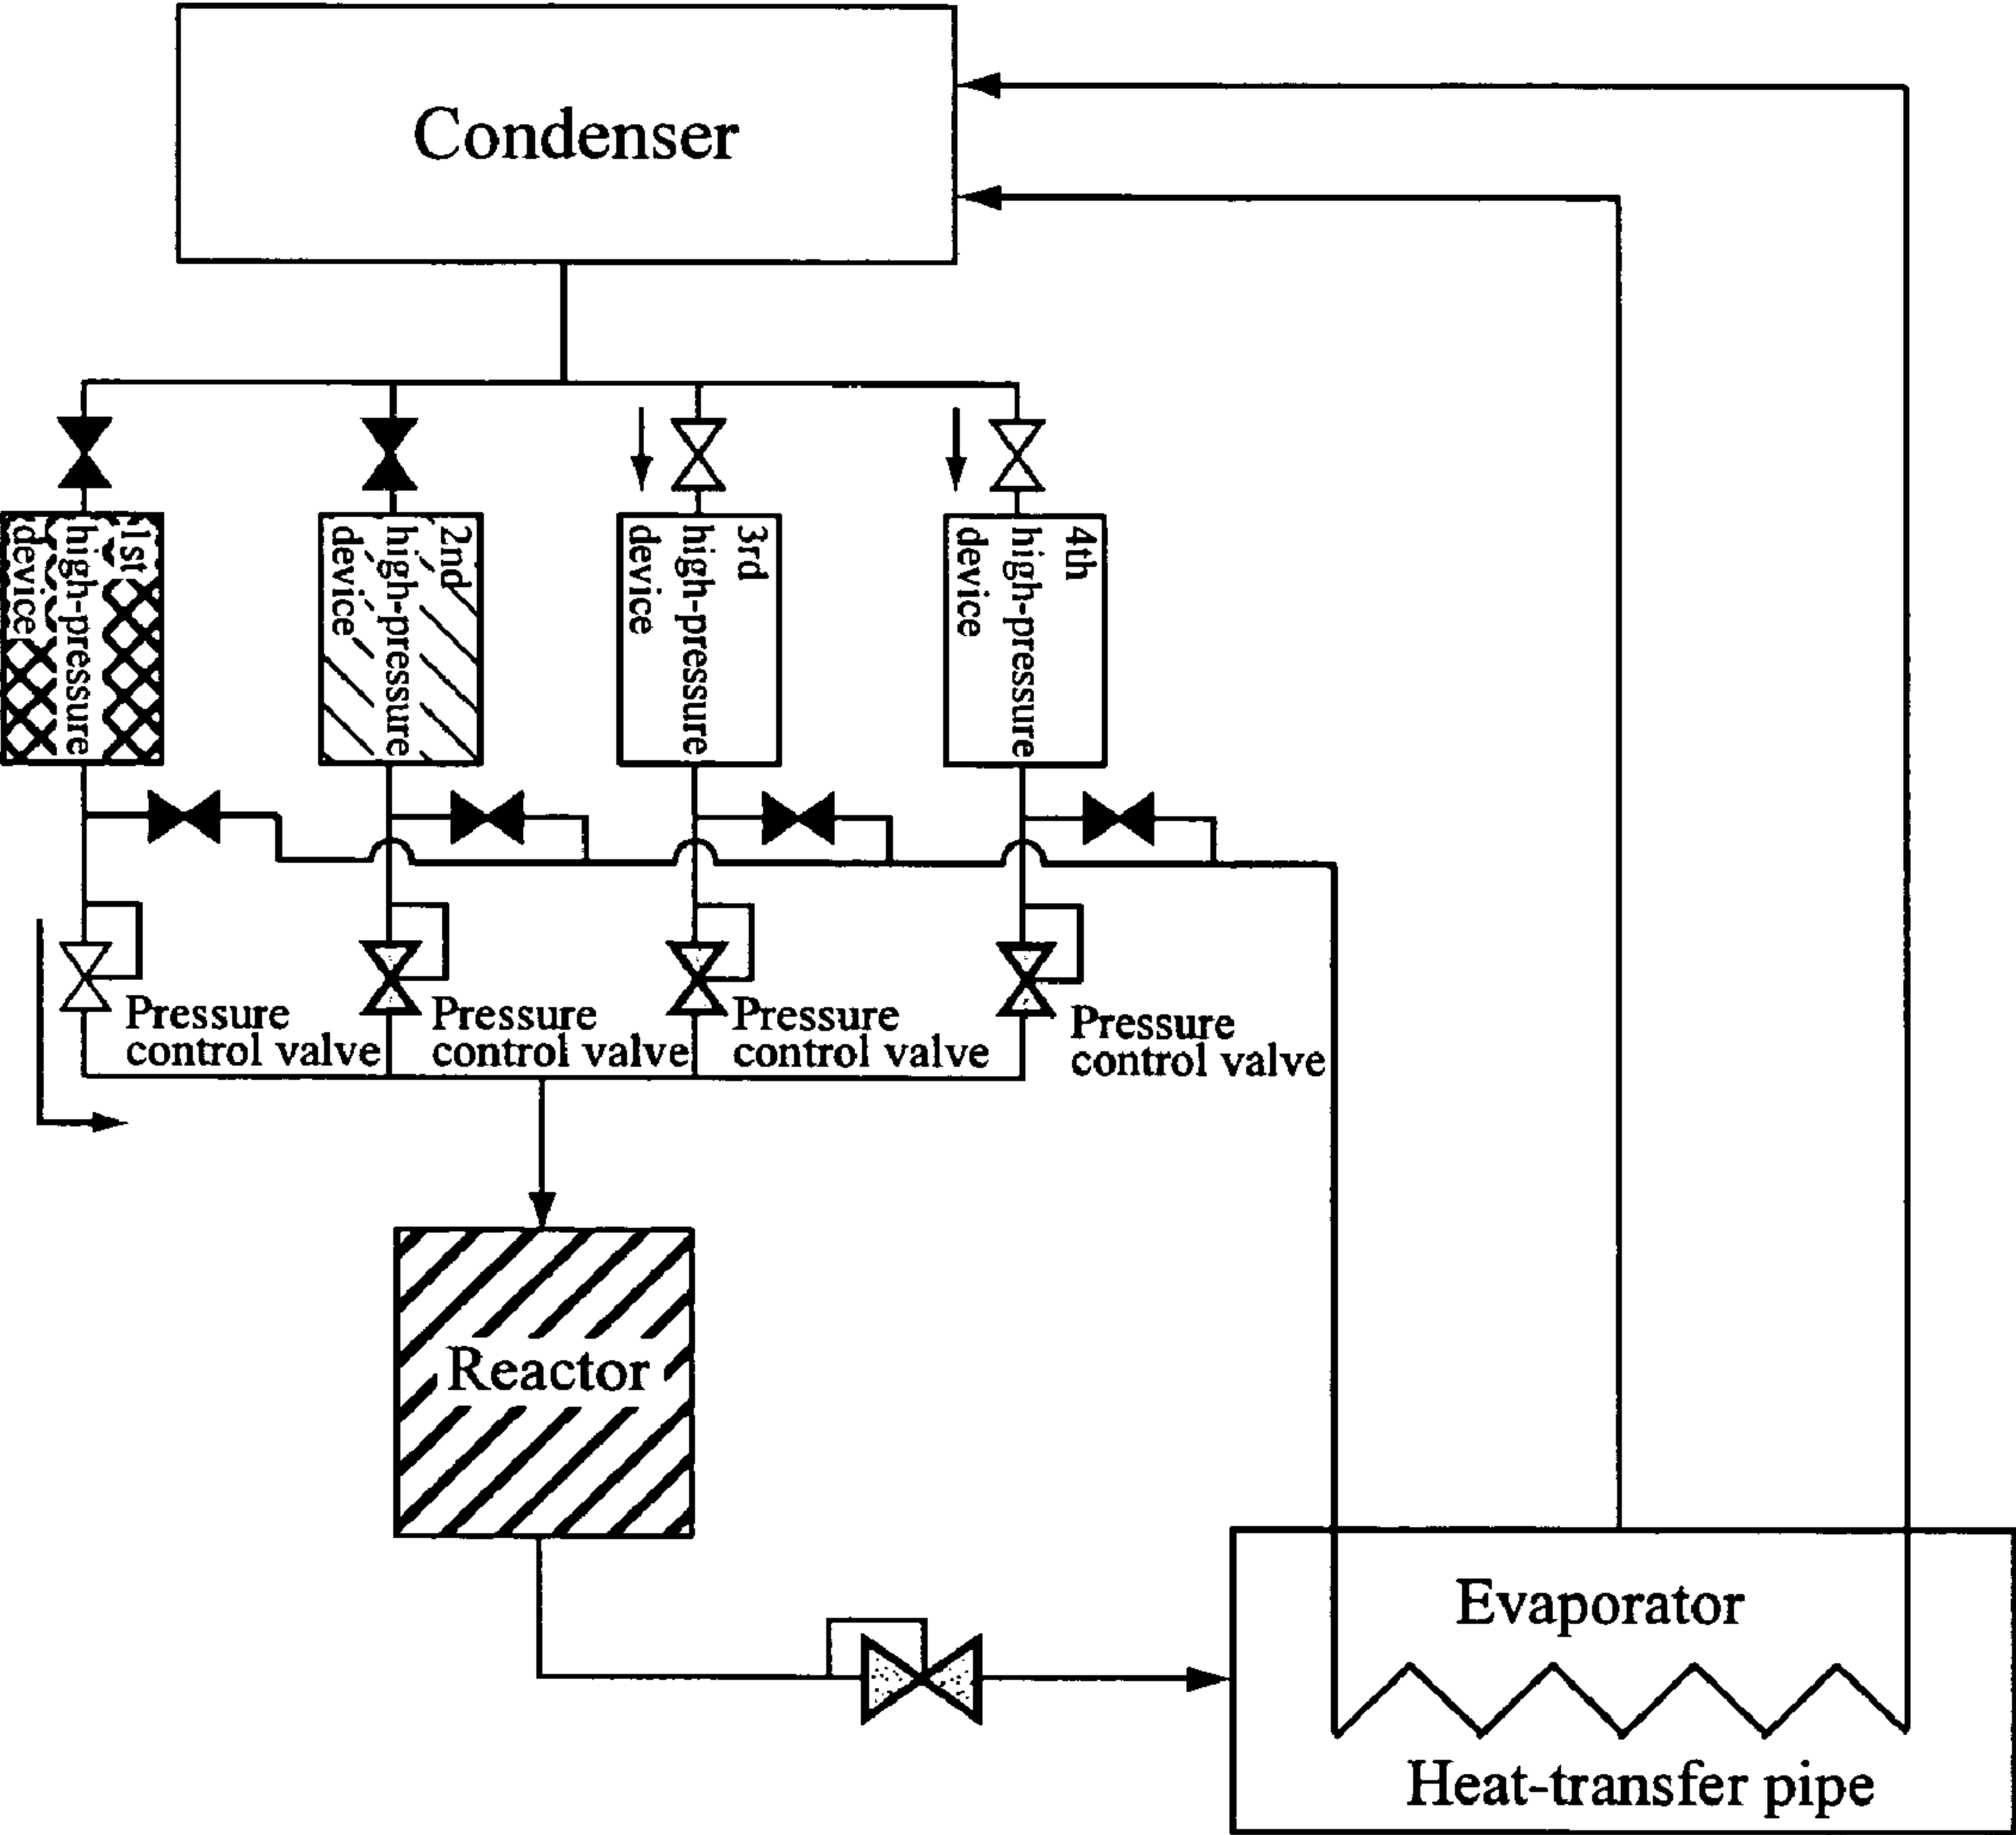 Condenser
1st
high-pressure
device
2nd
high-pressure
device
3rd
high-pressure
device
4th
high-pressure
device
Pressure
control valve
Pressure
control valve
Pressure
control valve
Pressure
control valve
Reactor
Evaporator
Heat-transfer pipe